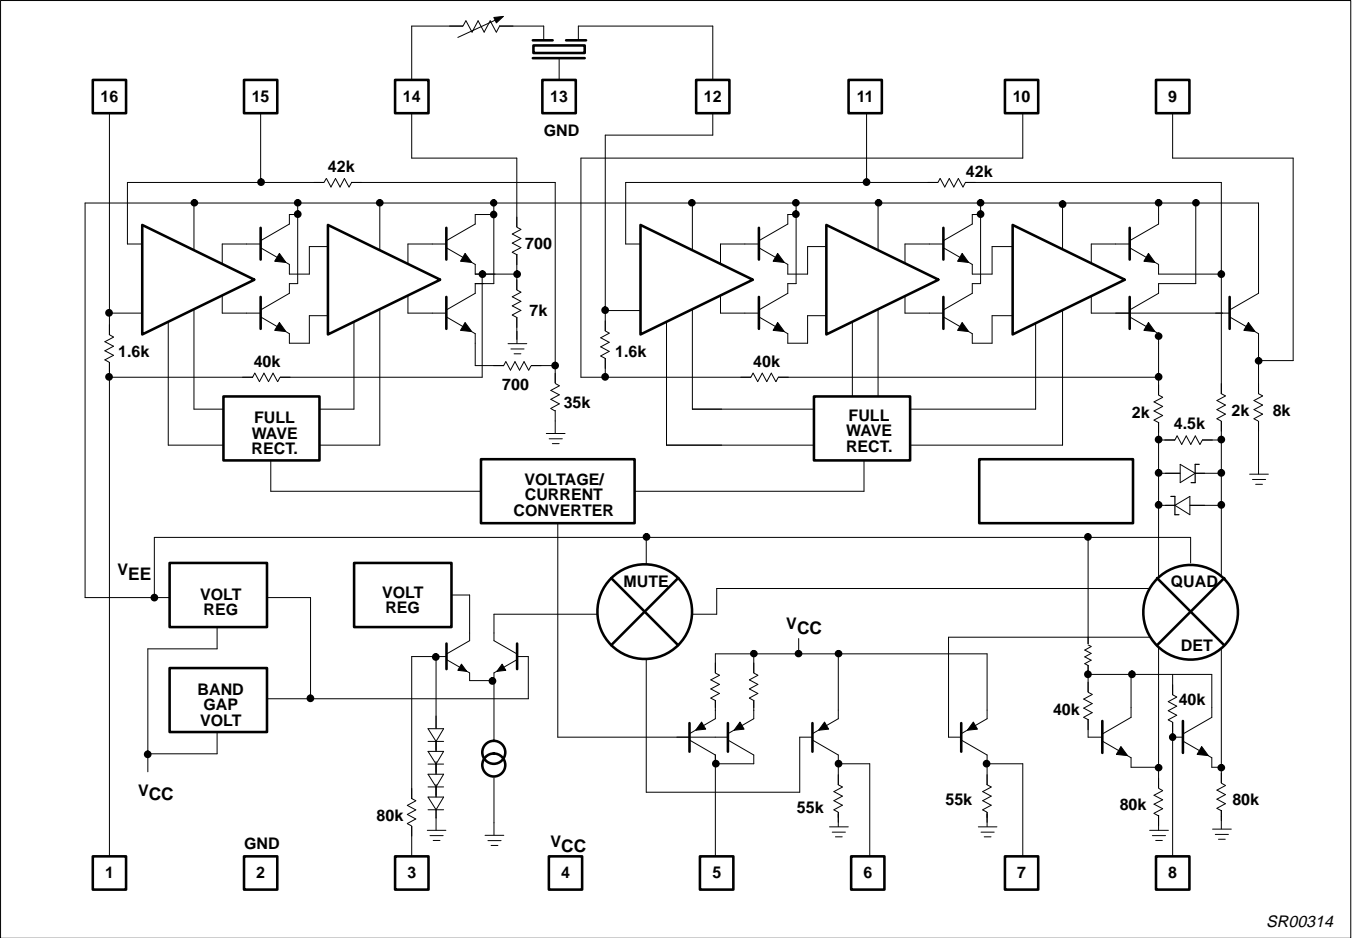 16
15
14
13
12
11
10
9
GND
42k
42k
700
7k
1.6k
40k
700
35k
1.6k
40k
2k
2k
8k
4.5k
FULL
WAVE
RECT.
FULL
WAVE
RECT.
VOLTAGE/
CURRENT
CONVERTER
VEE
VOLT
REG
VOLT
REG
MUTE
QUAD
DET
VCC
BAND
GAP
VOLT
40k
40k
VCC
80k
55k
55k
80k
80k
GND
VCC
1
2
3
4
5
6
7
8
SR00314